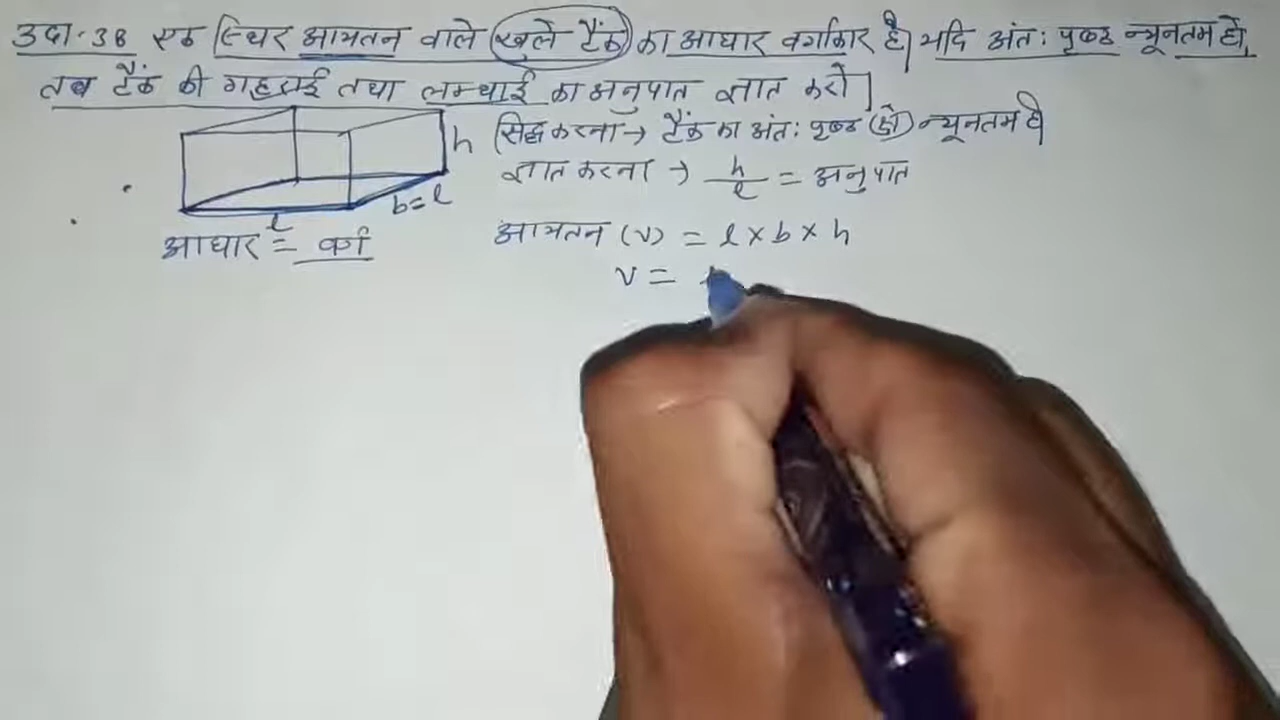 उदा. 38 एक स्थिर आयतन वाले खुले टैंक का आधार वर्गाकार है। यदि अंतः पृष्ठ न्यूनतम हो,
तब टैंक की गहराई तथा लम्बाई का अनुपात ज्ञात करो।
सिद्ध करना → टैंक का अंतः पृष्ठ (क्षे०) न्यूनतम हो
h
ज्ञात करना → h/l = अनुपात
b=l
l
आधार = वर्ग
आयतन (V) = l × b × h
V =